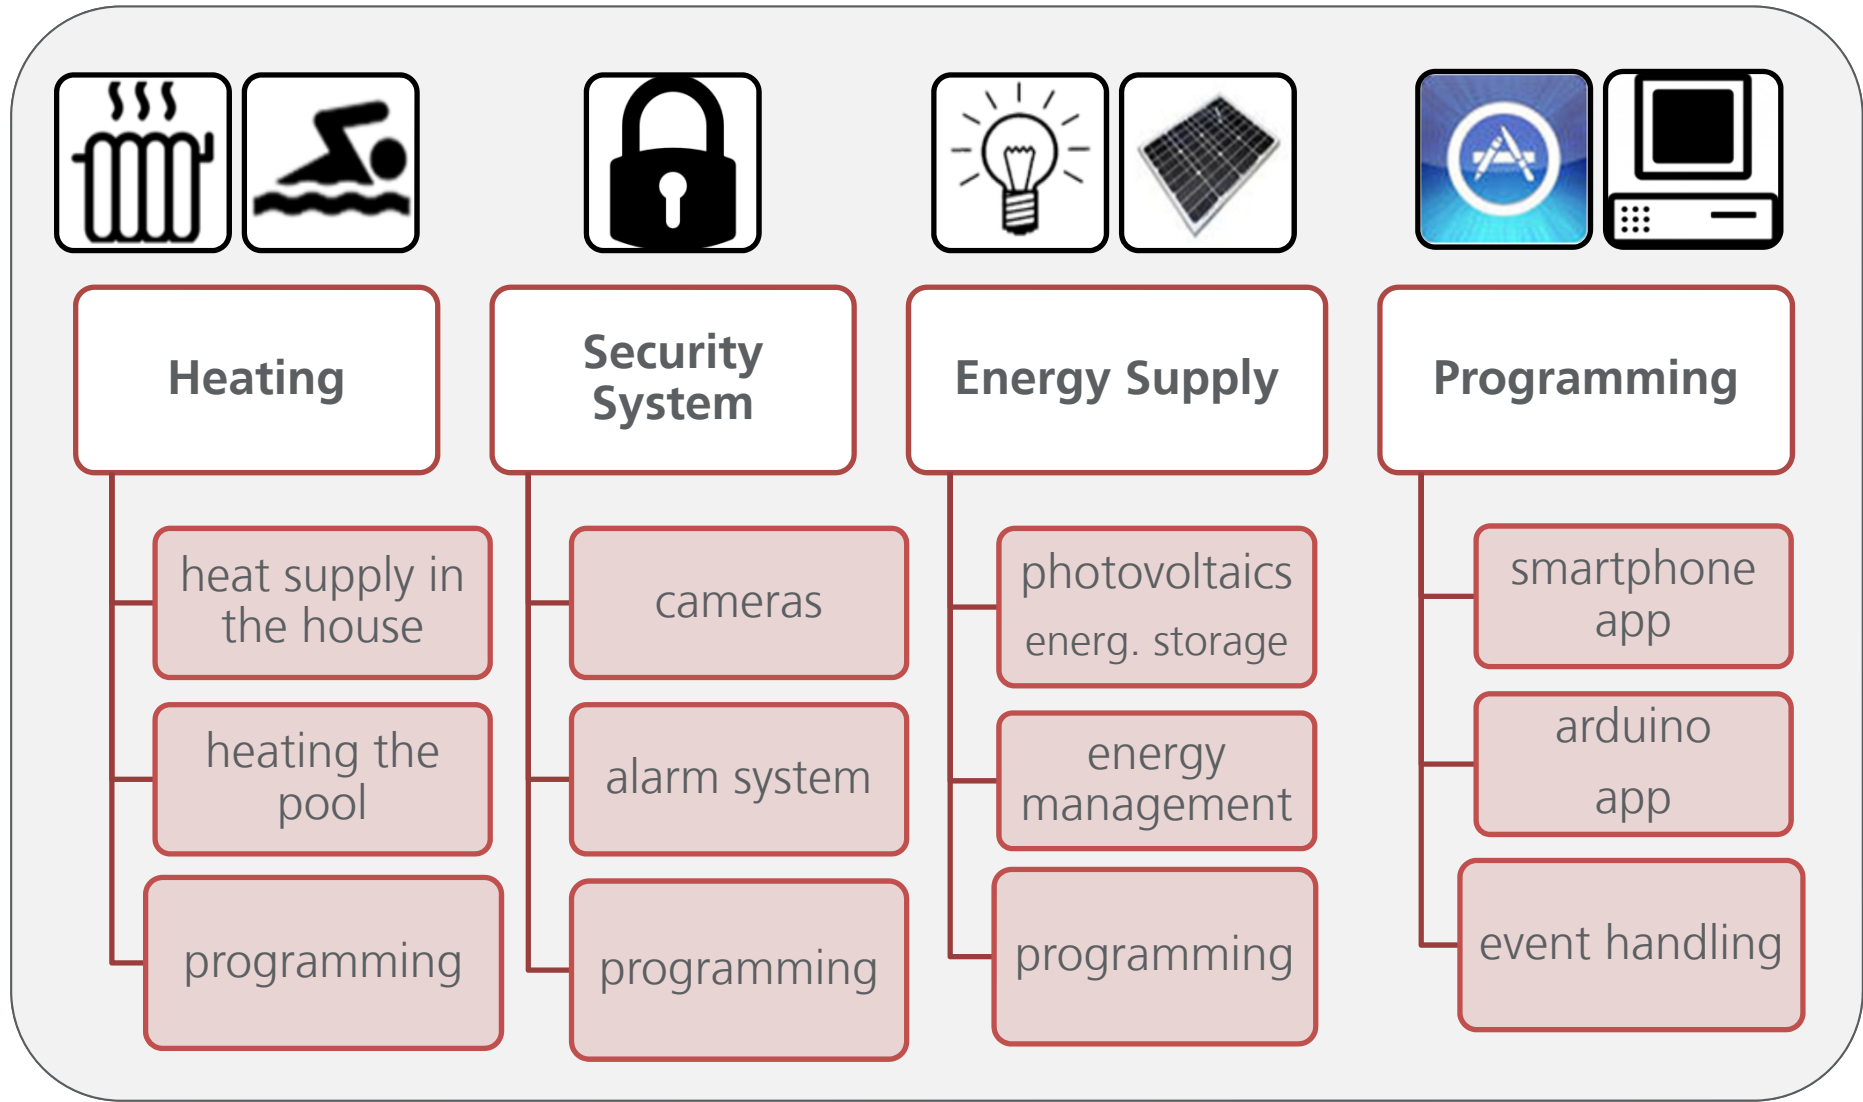 Heating
heat supply in
the house
heating the
pool
programming
Security
System
cameras
alarm system
programming
Energy Supply
photovoltaics
energ. storage
energy
management
programming
Programming
smartphone
app
arduino
app
event handling